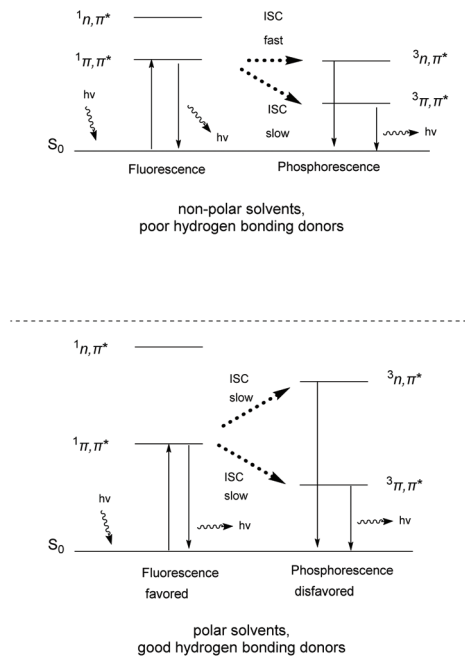 ¹n,π*
ISC
fast
¹π,π*
³n,π*
hν
ISC
slow
³π,π*
hν
hν
S₀
Fluorescence
Phosphorescence
non-polar solvents,
poor hydrogen bonding donors
¹n,π*
ISC
slow
³n,π*
¹π,π*
ISC
slow
³π,π*
hν
hν
hν
S₀
Fluorescence
favored
Phosphorescence
disfavored
polar solvents,
good hydrogen bonding donors